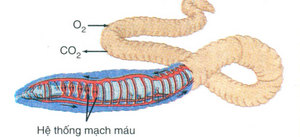 O₂
CO₂
Hệ thống mạch máu